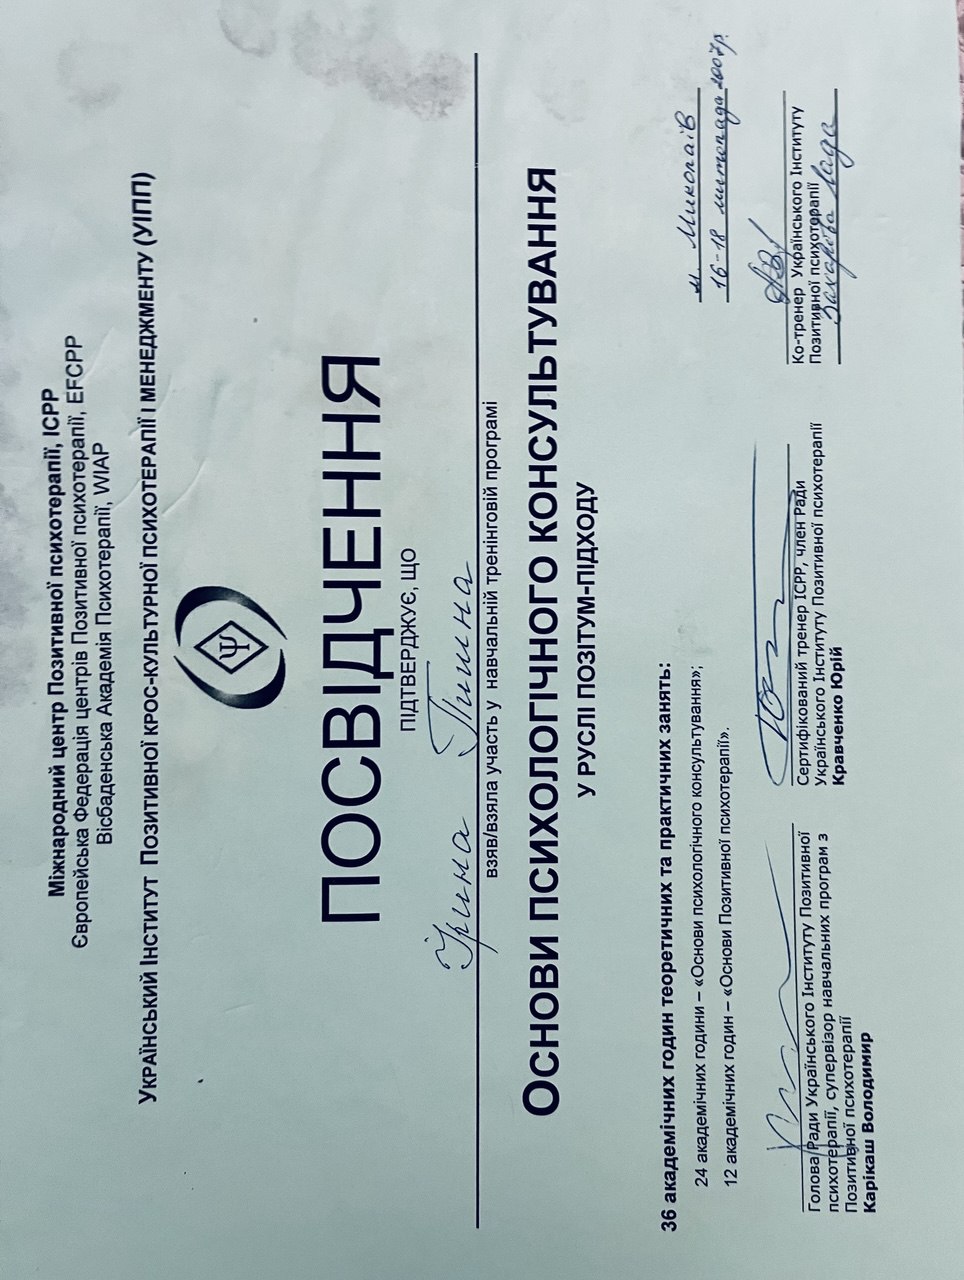 Міжнародний центр Позитивної психотерапії, ICPP
Європейська Федерація центрів Позитивної психотерапії, EFCPP
Вісбаденська Академія Психотерапії, WIAP
УКРАЇНСЬКИЙ ІНСТИТУТ ПОЗИТИВНОЇ КРОС-КУЛЬТУРНОЇ ПСИХОТЕРАПІЇ І МЕНЕДЖМЕНТУ (УІПП)
Ψ
ПОСВІДЧЕННЯ
ПІДТВЕРДЖУЄ, ЩО
Ірина Тишна
взяв/взяла участь у навчальній тренінговій програмі
ОСНОВИ ПСИХОЛОГІЧНОГО КОНСУЛЬТУВАННЯ
У РУСЛІ ПОЗІТУМ-ПІДХОДУ
36 академічних годин теоретичних та практичних занять:
24 академічних години – «Основи психологічного консультування»;
12 академічних годин – «Основи Позитивної психотерапії».
м. Миколаїв
16-18 листопада 2007р.
Голова Ради Українського Інституту Позитивної
психотерапії, супервізор навчальних програм з
Позитивної психотерапії
Карікаш Володимир
Сертифікований тренер ICPP, член Ради
Українського Інституту Позитивної психотерапії
Кравченко Юрій
Ко-тренер Українського Інституту
Позитивної психотерапії
Захарова Лада